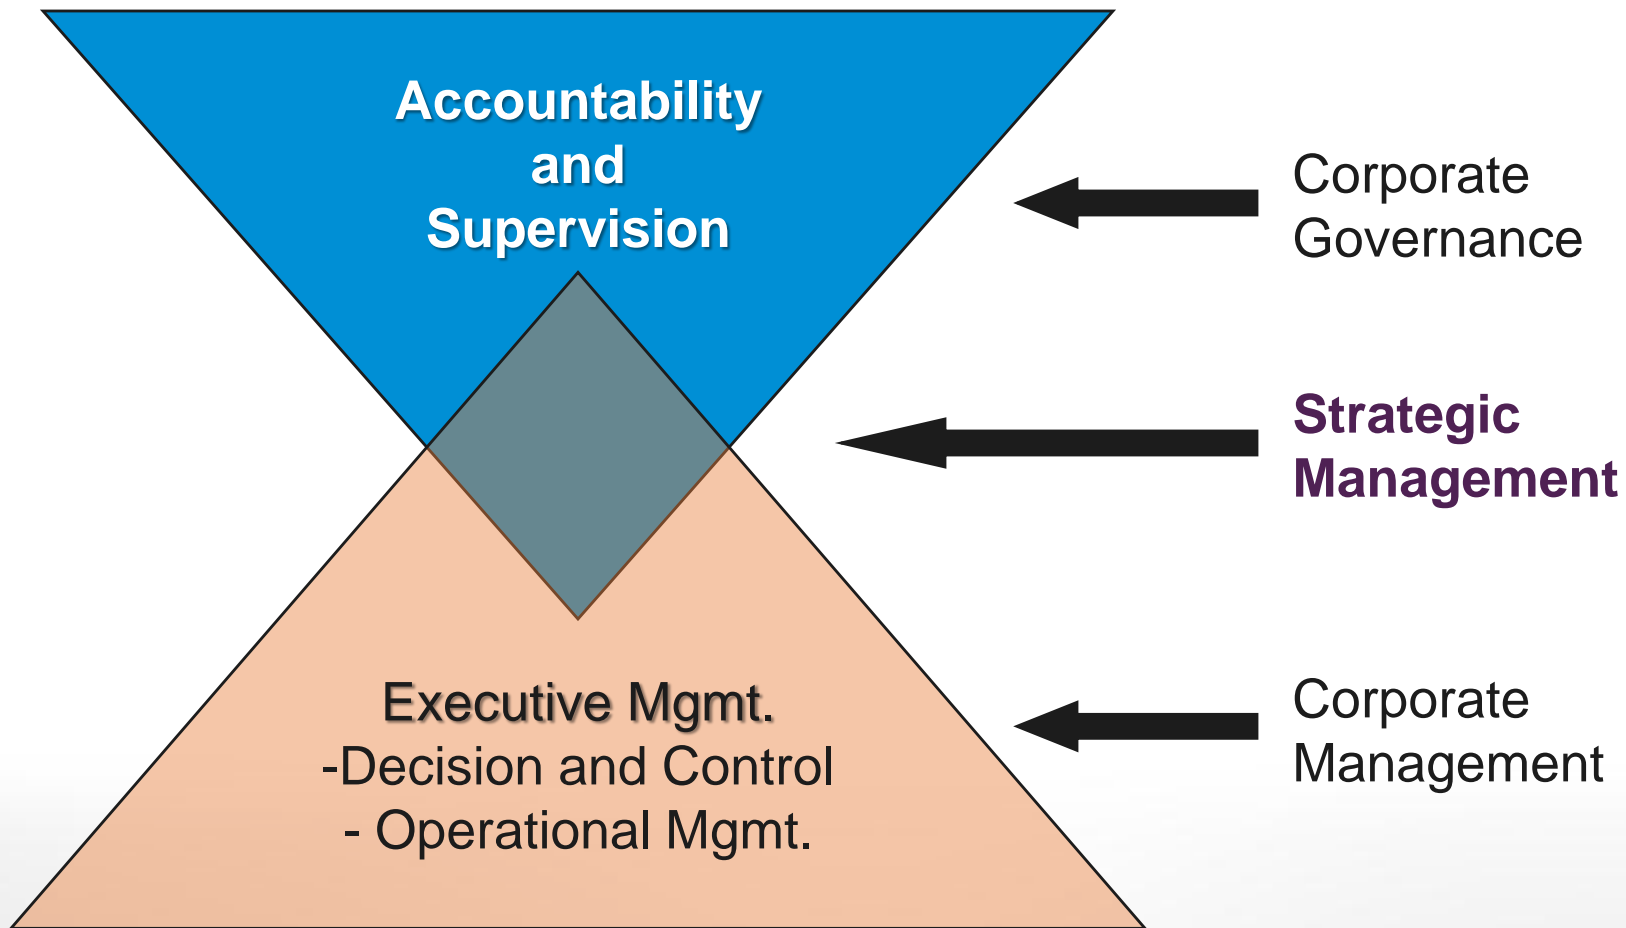 Accountability
and
Supervision
Corporate
Governance
Strategic
Management
Executive Mgmt.
-Decision and Control
- Operational Mgmt.
Corporate
Management